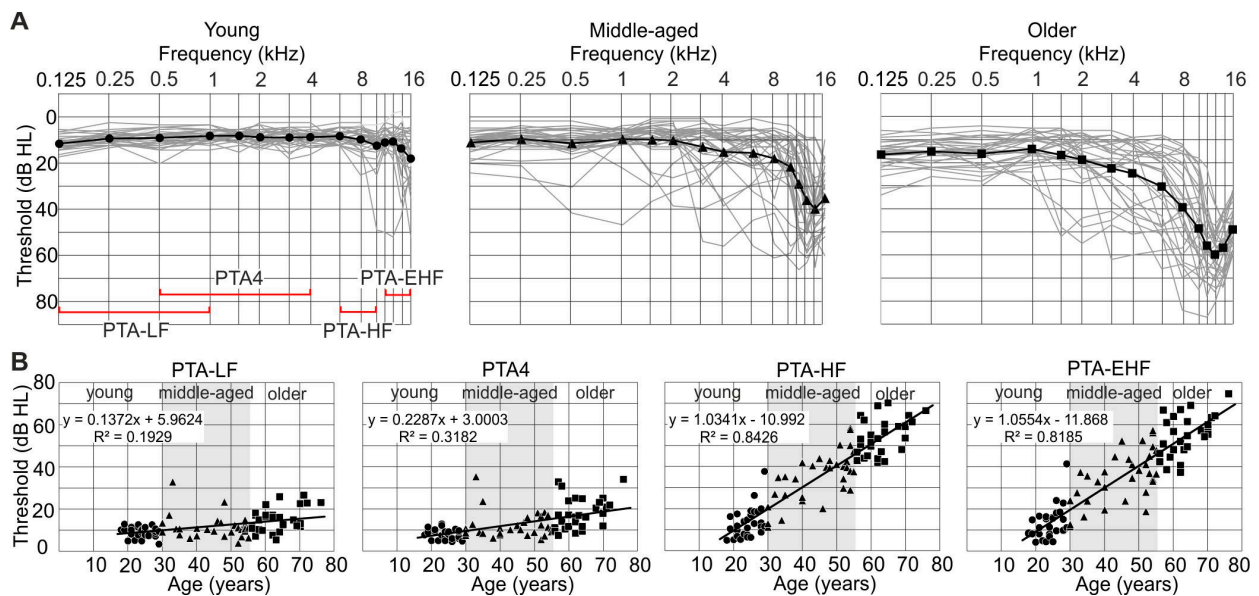 A
Young
Frequency (kHz)
0.125 0.25 0.5 1 2 4 8 16
Middle-aged
Frequency (kHz)
0.125 0.25 0.5 1 2 4 8 16
Older
Frequency (kHz)
0.125 0.25 0.5 1 2 4 8 16
Threshold (dB HL)
0
20
40
60
80
PTA4
PTA-EHF
PTA-LF
PTA-HF
B
PTA-LF
PTA4
PTA-HF
PTA-EHF
Threshold (dB HL)
80
60
40
20
0
young middle-aged older
y = 0.1372x + 5.9624
R² = 0.1929
10 20 30 40 50 60 70 80
Age (years)
young middle-aged older
y = 0.2287x + 3.0003
R² = 0.3182
10 20 30 40 50 60 70 80
Age (years)
young middle-aged older
y = 1.0341x - 10.992
R² = 0.8426
10 20 30 40 50 60 70 80
Age (years)
young middle-aged older
y = 1.0554x - 11.868
R² = 0.8185
10 20 30 40 50 60 70 80
Age (years)